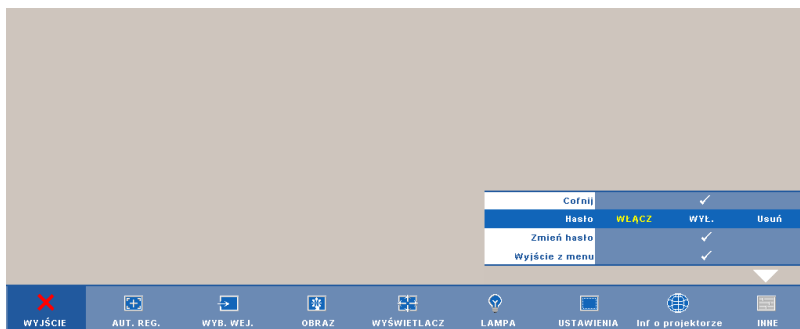 Cofnij
Hasło WŁĄCZ WYŁ. Usuń
Zmień hasło
Wyjście z menu
WYJŚCIE AUT. REG. WYB. WEJ. OBRAZ WYŚWIETLACZ LAMPA USTAWIENIA Inf o projektorze INNE